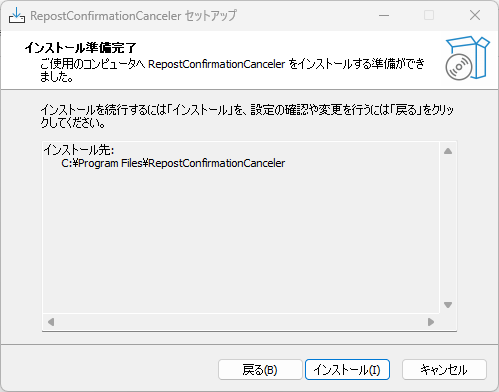 RepostConfirmationCanceler セットアップ
インストール準備完了
ご使用のコンピュータへ RepostConfirmationCanceler をインストールする準備ができ
ました。
インストールを続行するには「インストール」を、設定の確認や変更を行うには「戻る」をクリッ
クしてください。
インストール先:
C:¥Program Files¥RepostConfirmationCanceler
戻る(B)
インストール(I)
キャンセル